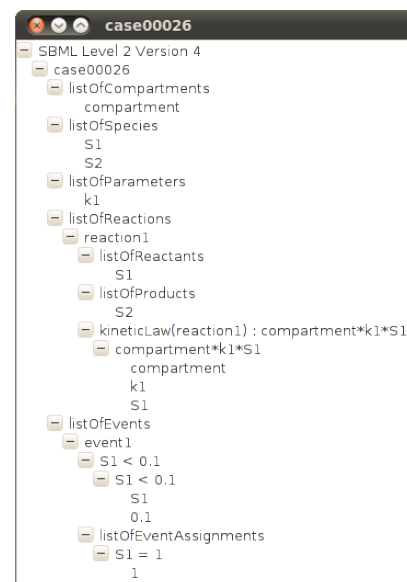 case00026
SBML Level 2 Version 4
case00026
listOfCompartments
compartment
listOfSpecies
S1
S2
listOfParameters
k1
listOfReactions
reaction1
listOfReactants
S1
listOfProducts
S2
kineticLaw(reaction1) : compartment*k1*S1
compartment*k1*S1
compartment
k1
S1
listOfEvents
event1
S1 < 0.1
S1 < 0.1
S1
0.1
listOfEventAssignments
S1 = 1
1